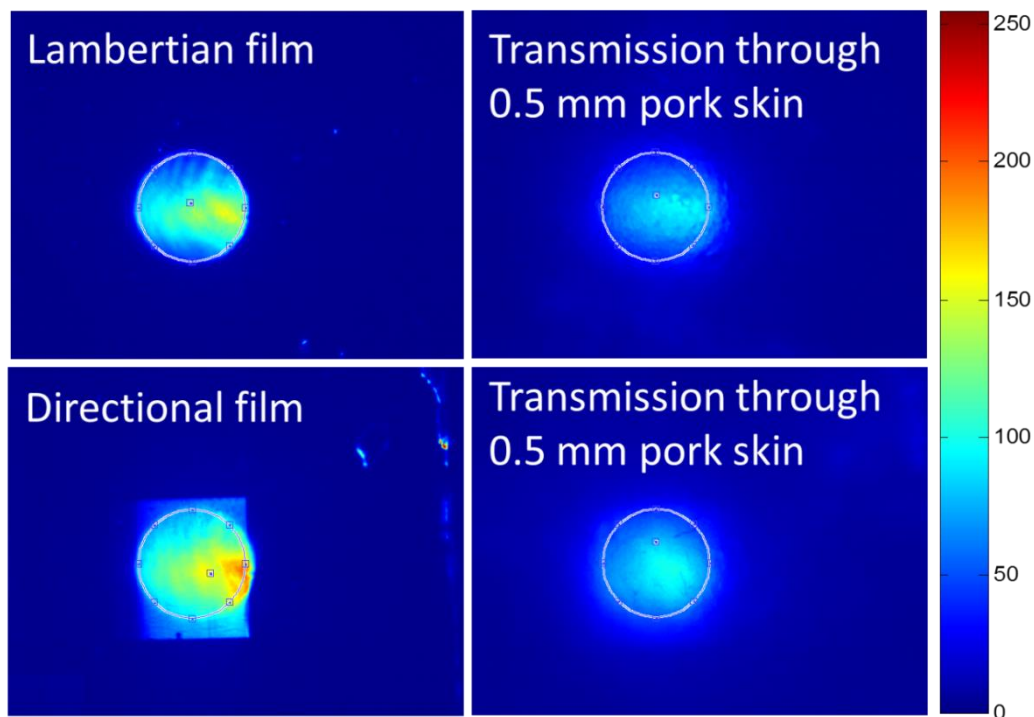 Lambertian film
Transmission through
0.5 mm pork skin
Directional film
Transmission through
0.5 mm pork skin
250
200
150
100
50
0